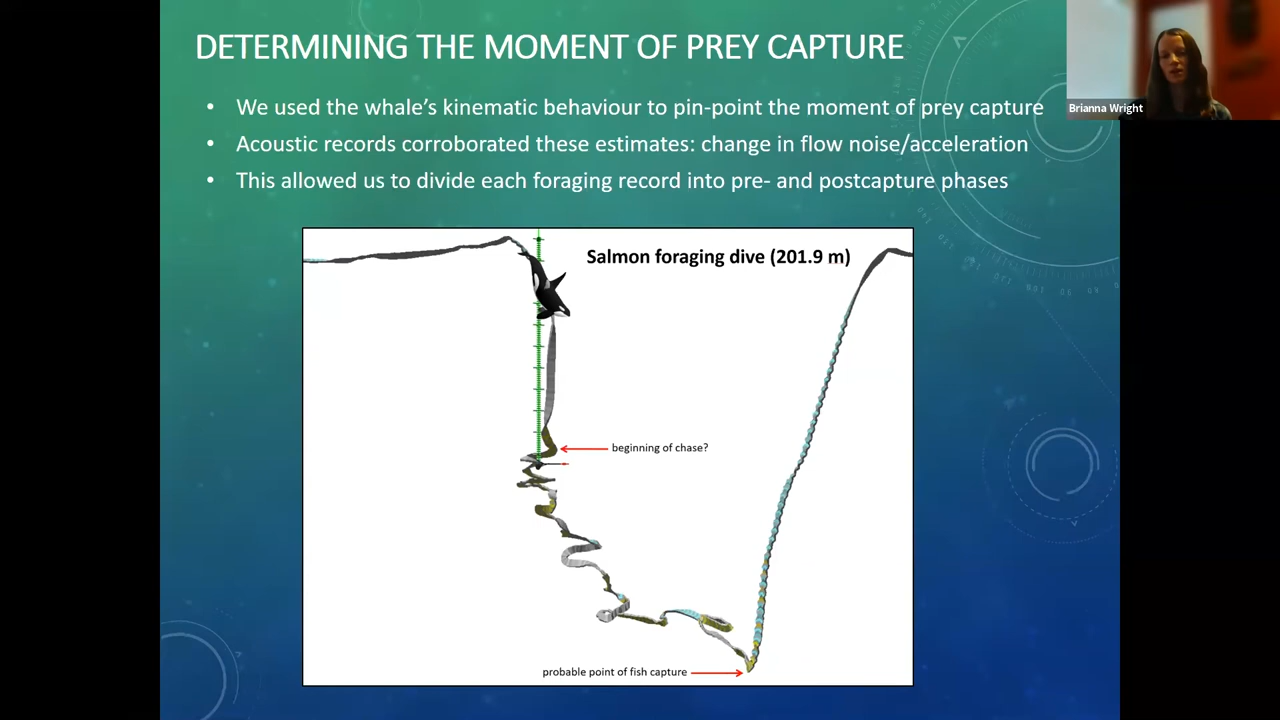 DETERMINING THE MOMENT OF PREY CAPTURE
Brianna Wright
• We used the whale's kinematic behaviour to pin-point the moment of prey capture
• Acoustic records corroborated these estimates: change in flow noise/acceleration
• This allowed us to divide each foraging record into pre- and postcapture phases
Salmon foraging dive (201.9 m)
beginning of chase?
probable point of fish capture